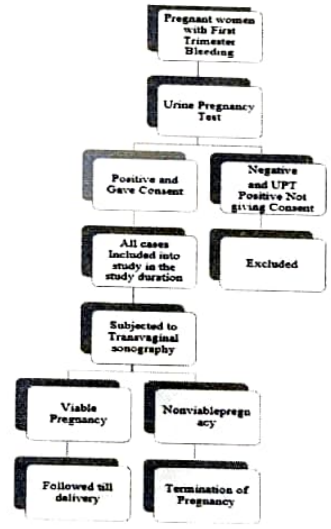 Pregnant women
with First
Trimester
Bleeding
Urine Pregnancy
Test
Positive and
Gave Consent
Negative
and UPT
Positive Not
giving Consent
All cases
Included into
study in the
study duration
Excluded
Subjected to
Transvaginal
sonography
Viable
Pregnancy
Nonviablepregn
acy
Followed till
delivery
Termination of
Pregnancy